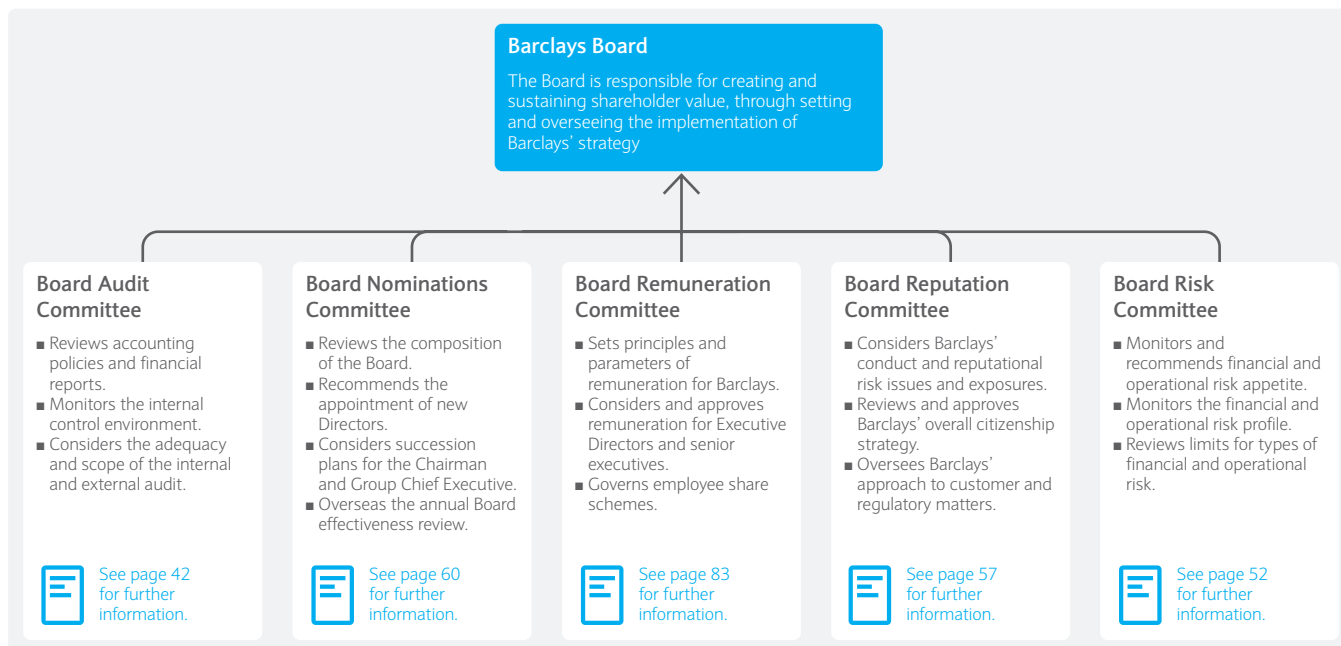 Barclays Board
The Board is responsible for creating and
sustaining shareholder value, through setting
and overseeing the implementation of
Barclays’ strategy
Board Audit
Committee
■ Reviews accounting
policies and financial
reports.
■ Monitors the internal
control environment.
■ Considers the adequacy
and scope of the internal
and external audit.
See page 42
for further
information.
Board Nominations
Committee
■ Reviews the composition
of the Board.
■ Recommends the
appointment of new
Directors.
■ Considers succession
plans for the Chairman
and Group Chief Executive.
■ Overseas the annual Board
effectiveness review.
See page 60
for further
information.
Board Remuneration
Committee
■ Sets principles and
parameters of
remuneration for Barclays.
■ Considers and approves
remuneration for Executive
Directors and senior
executives.
■ Governs employee share
schemes.
See page 83
for further
information.
Board Reputation
Committee
■ Considers Barclays’
conduct and reputational
risk issues and exposures.
■ Reviews and approves
Barclays’ overall citizenship
strategy.
■ Oversees Barclays’
approach to customer and
regulatory matters.
See page 57
for further
information.
Board Risk
Committee
■ Monitors and
recommends financial and
operational risk appetite.
■ Monitors the financial and
operational risk profile.
■ Reviews limits for types of
financial and operational
risk.
See page 52
for further
information.